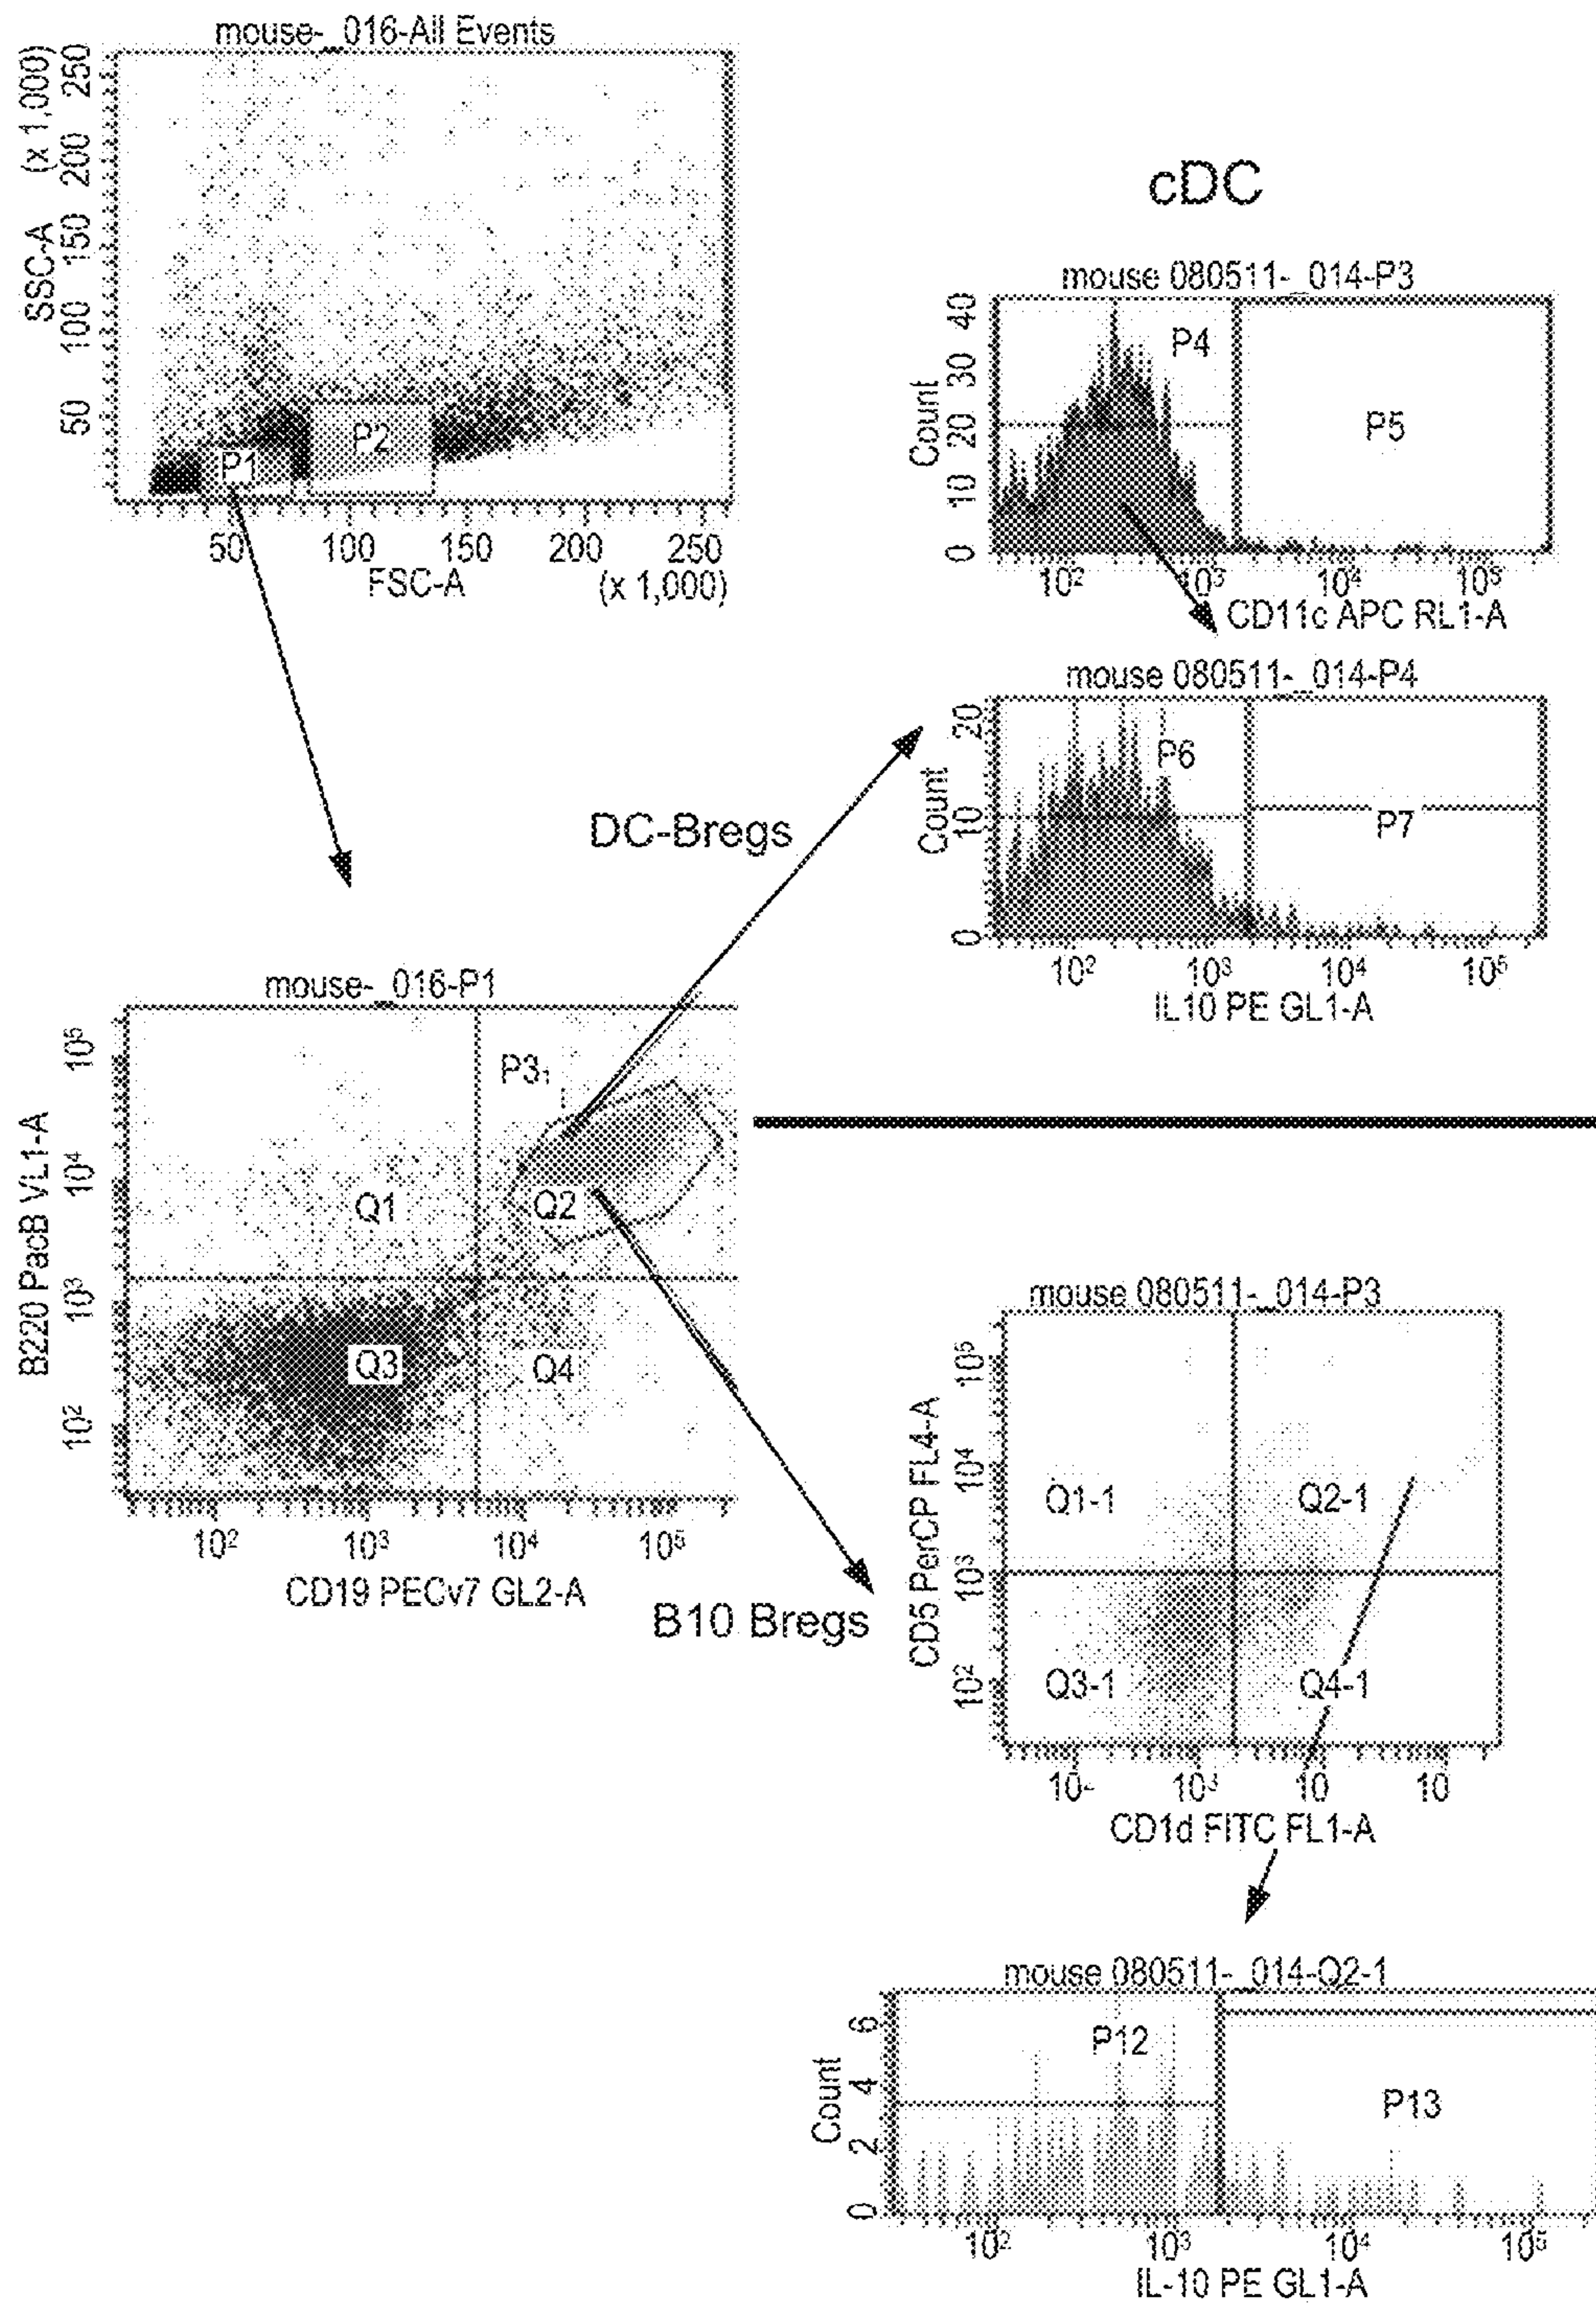 mouse-_016-All Events
SSC-A (x 1,000)
50 100 150 200 250
P1
P2
50 100 150 200 250
FSC-A (x 1,000)
cDC
mouse 080511-_014-P3
Count
0 10 20 30 40
P4
P5
10² 10³ 10⁴ 10⁵
CD11c APC RL1-A
mouse 080511-_014-P4
Count
0 10 20
P6
P7
10² 10³ 10⁴ 10⁵
IL10 PE GL1-A
DC-Bregs
mouse-_016-P1
B220 PacB VL1-A
10² 10³ 10⁴ 10⁵
P3₁
Q1
Q2
Q3
Q4
10² 10³ 10⁴ 10⁵
CD19 PECv7 GL2-A
B10 Bregs
mouse 080511-_014-P3
CD5 PerCP FL4-A
10² 10³ 10⁴ 10⁵
Q1-1
Q2-1
Q3-1
Q4-1
10³ 10 10
CD1d FITC FL1-A
mouse 080511-_014-Q2-1
Count
0 2 4 6
P12
P13
10² 10³ 10⁴ 10⁵
IL-10 PE GL1-A